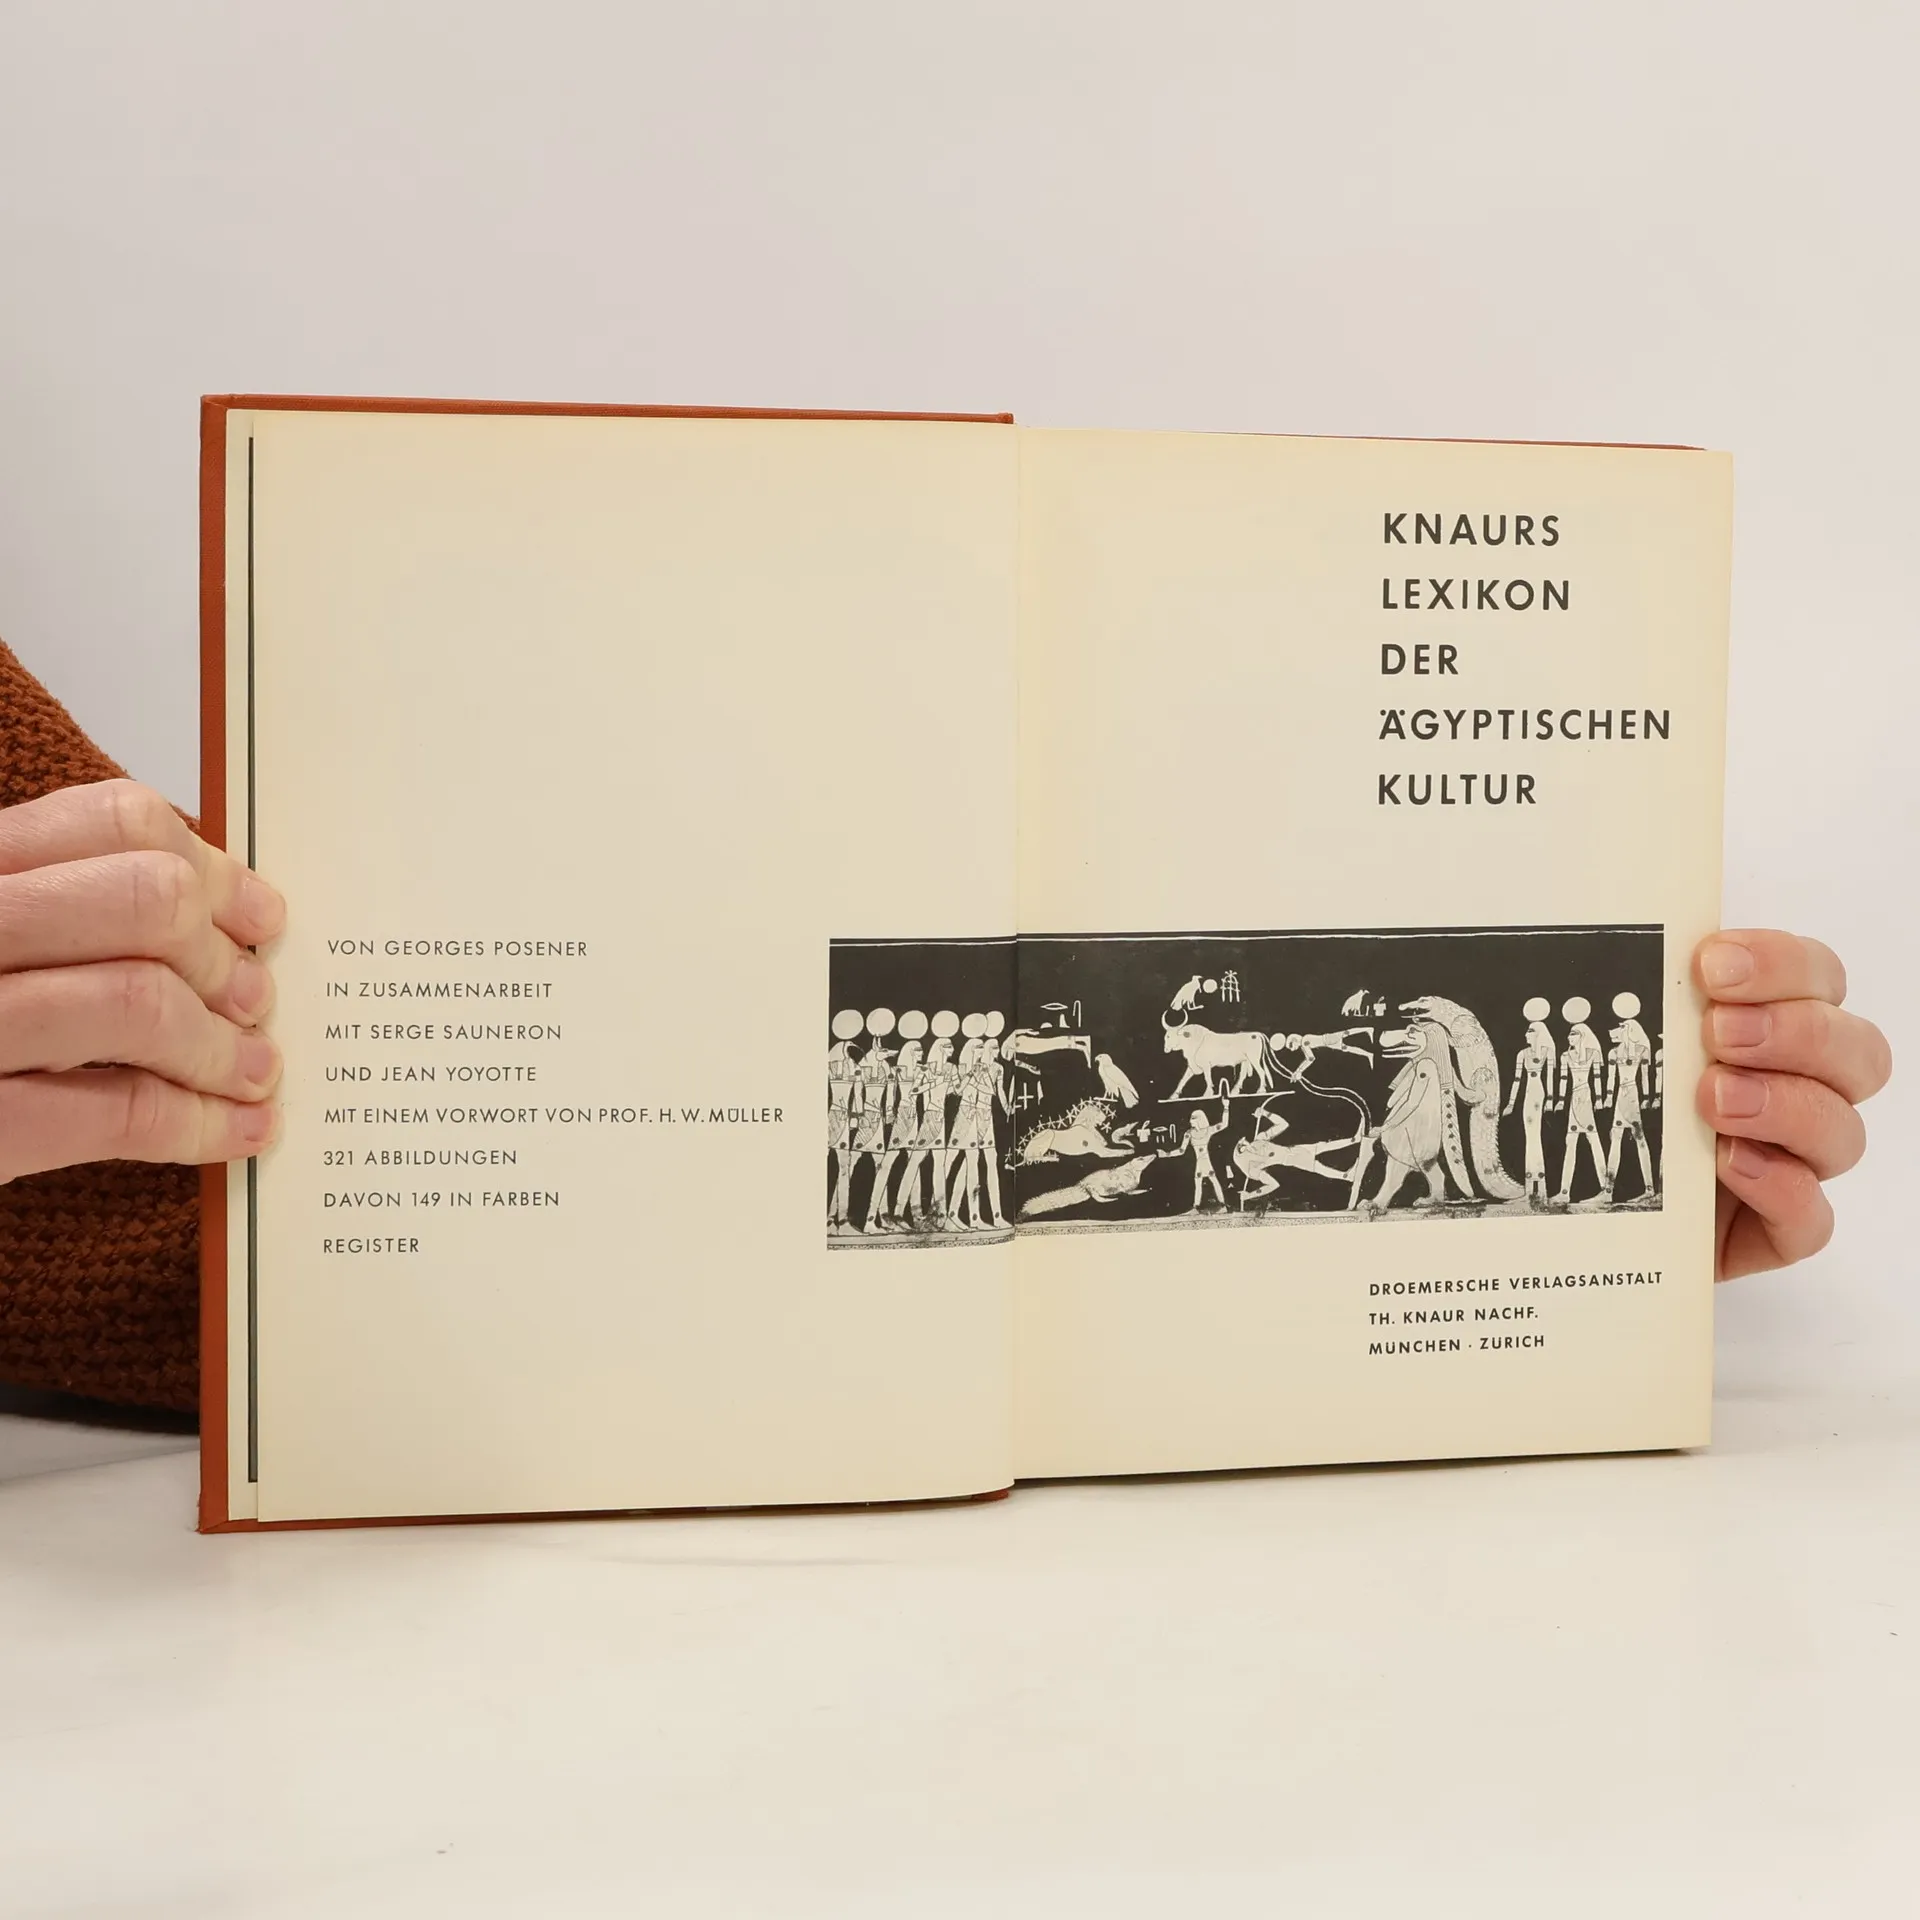 VON GEORGES POSENER
IN ZUSAMMENARBEIT
MIT SERGE SAUNERON
UND JEAN YOYOTTE
MIT EINEM VORWORT VON PROF. H. W. MÜLLER
321 ABBILDUNGEN
DAVON 149 IN FARBEN
REGISTER
KNAURS
LEXIKON
DER
ÄGYPTISCHEN
KULTUR
DROEMERSCHE VERLAGSANSTALT
TH. KNAUR NACHF.
MÜNCHEN · ZÜRICH